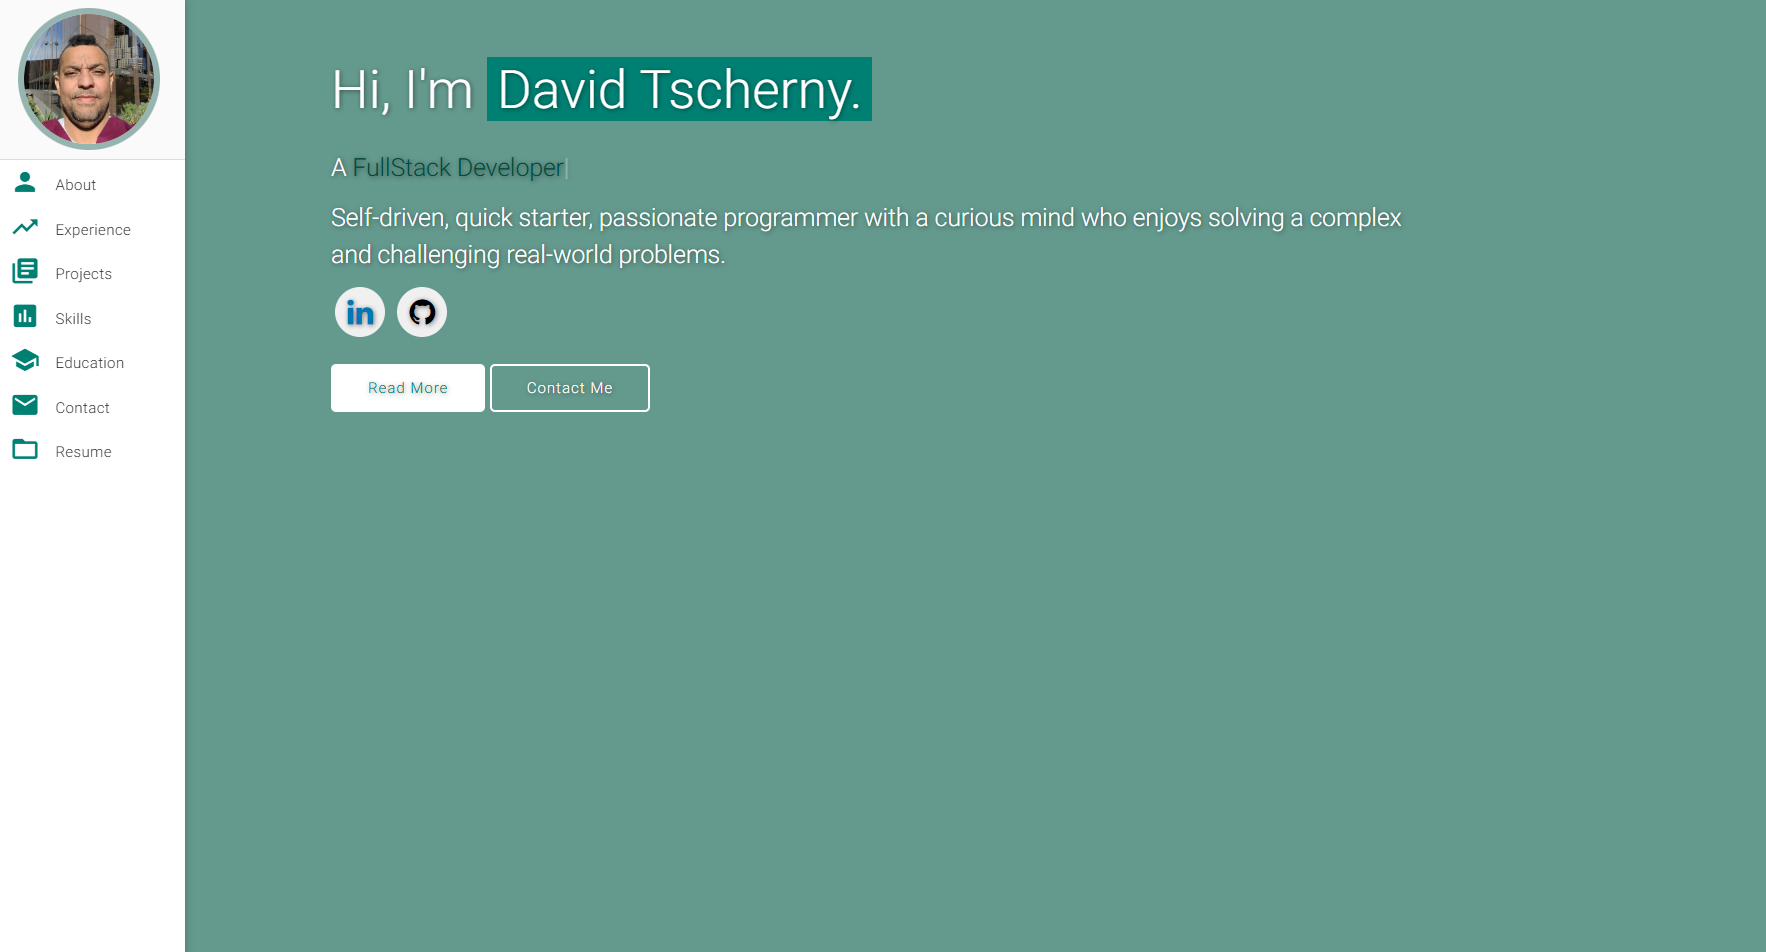 About
Experience
Projects
Skills
Education
Contact
Resume
Hi, I'm David Tscherny.
A FullStack Developer|
Self-driven, quick starter, passionate programmer with a curious mind who enjoys solving a complex
and challenging real-world problems.
in
Read More
Contact Me